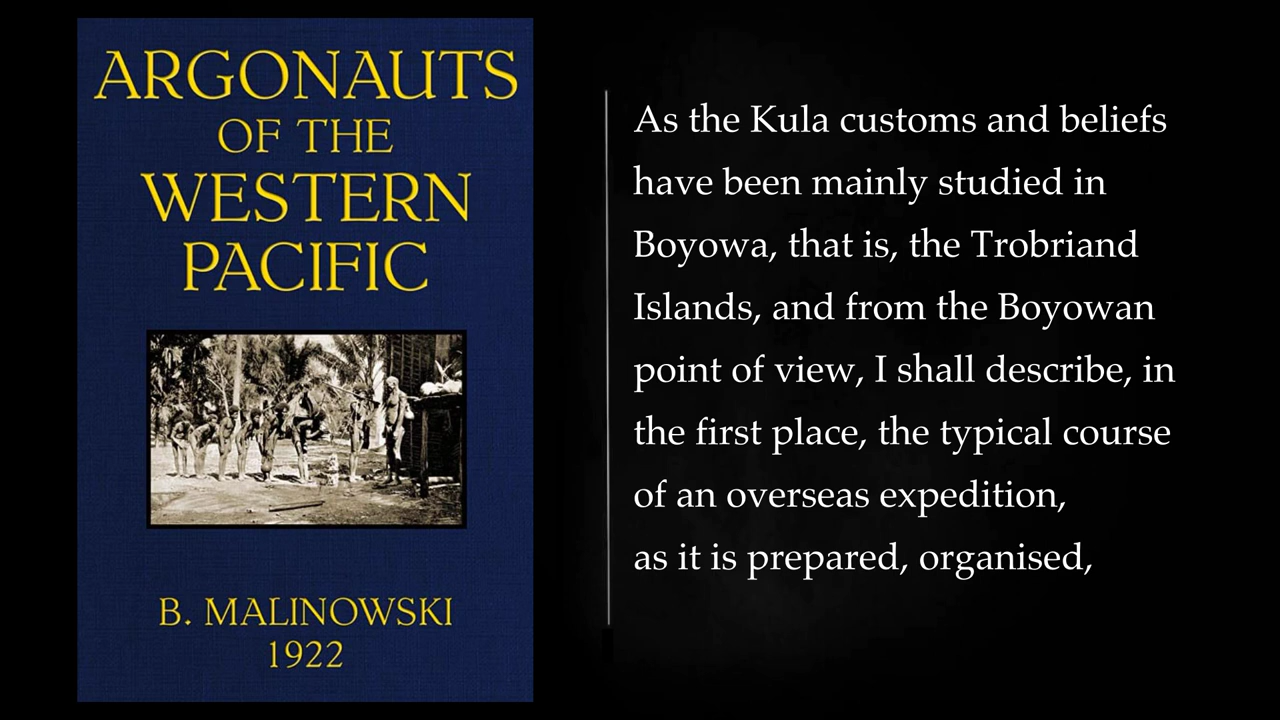 ARGONAUTS
OF THE
WESTERN
PACIFIC
B. MALINOWSKI
1922
As the Kula customs and beliefs
have been mainly studied in
Boyowa, that is, the Trobriand
Islands, and from the Boyowan
point of view, I shall describe, in
the first place, the typical course
of an overseas expedition,
as it is prepared, organised,